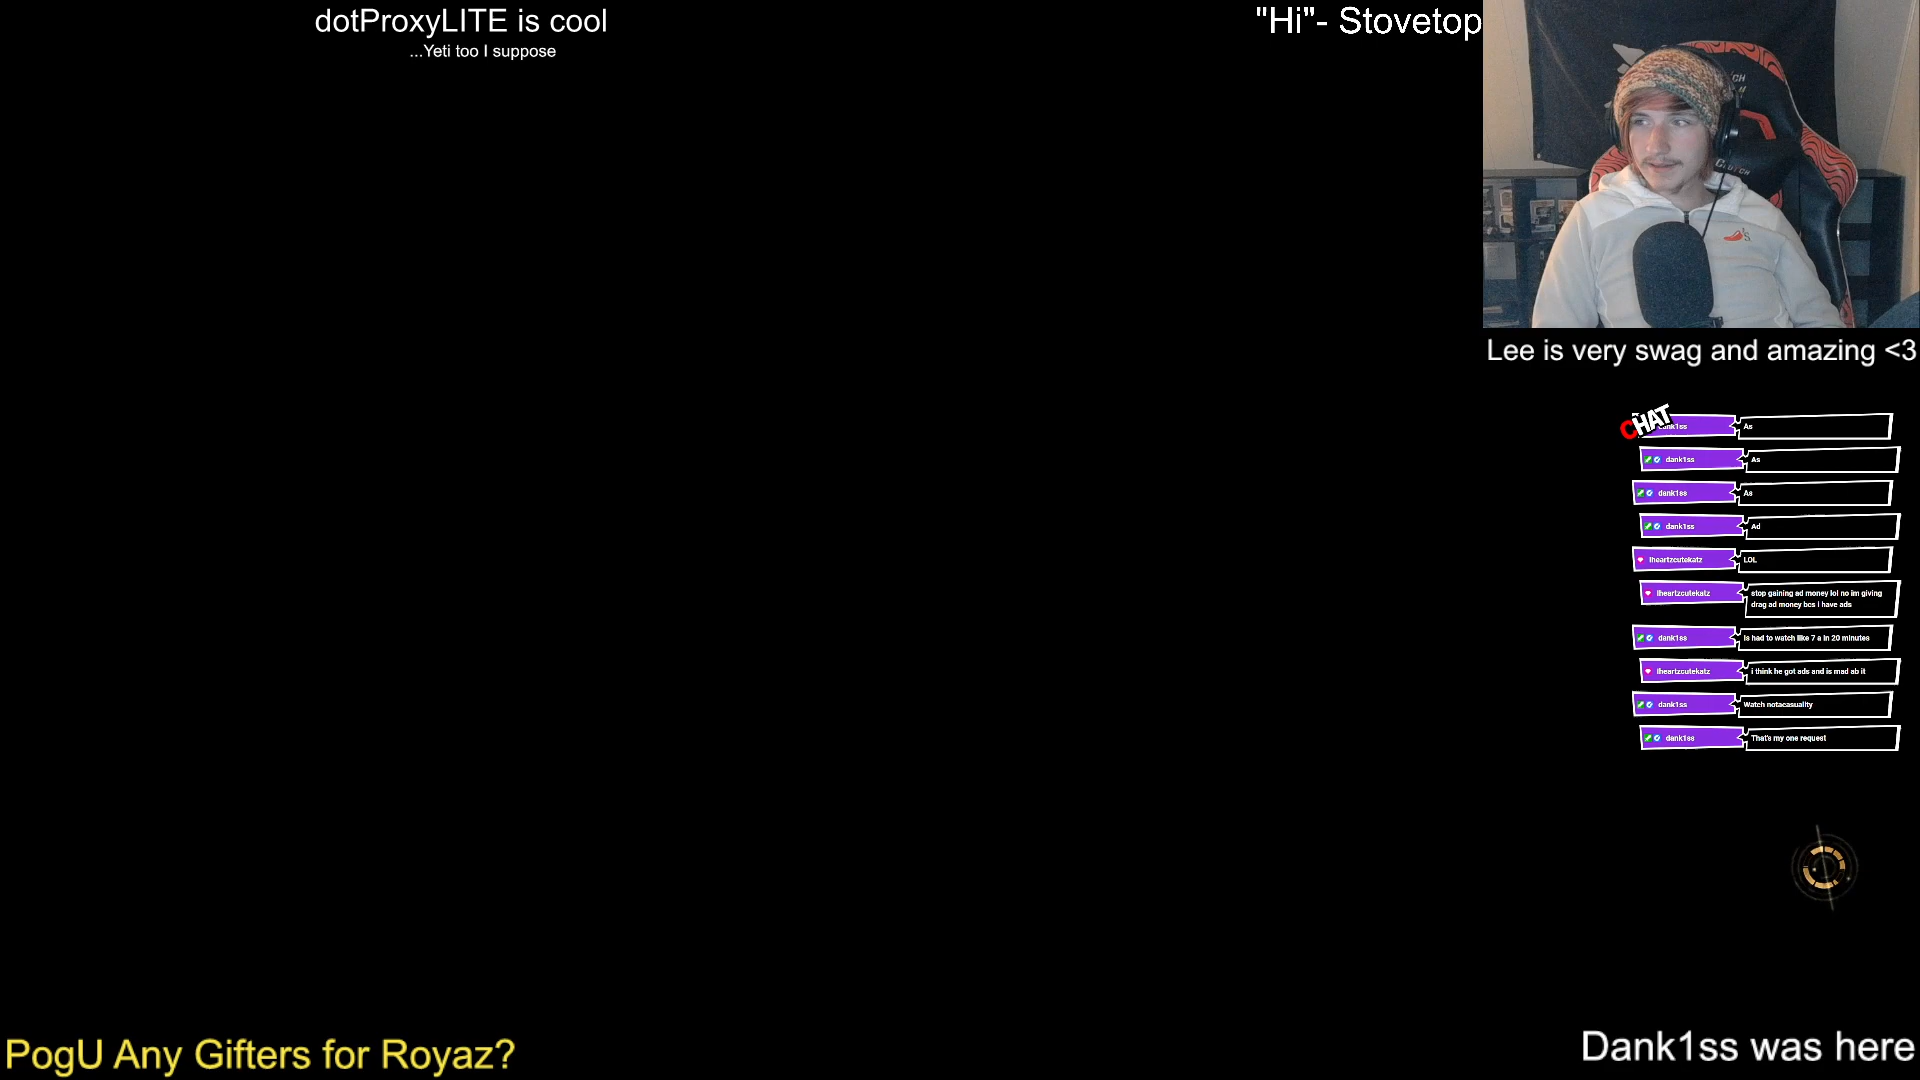 dotProxyLITE is cool
...Yeti too I suppose
"Hi"- Stovetop
Lee is very swag and amazing <3
CHAT
As
dank1ss As
dank1ss As
dank1ss Ad
Iheartzcutekatz LOL
Iheartzcutekatz stop gaining ad money lol no im giving
drag ad money bcs i have ads
dank1ss Is had to watch like 7 a in 20 minutes
Iheartzcutekatz i think he got ads and is mad ab it
dank1ss Watch notacasuality
dank1ss That's my one request
PogU Any Gifters for Royaz?
Dank1ss was here